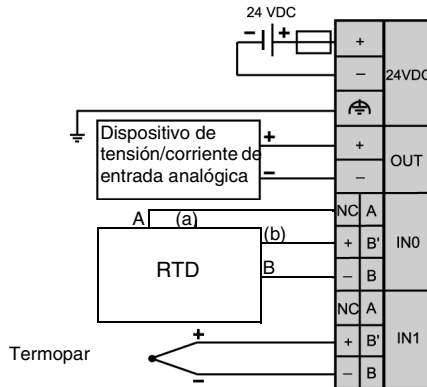 24 VDC
− + +
−
24VDC
Dispositivo de
tensión/corriente de
entrada analógica
+ +
− −
OUT
A (a) NC A
(b) + B'
RTD
B − B
IN0
NC A
+ + B'
Termopar
− − B
IN1